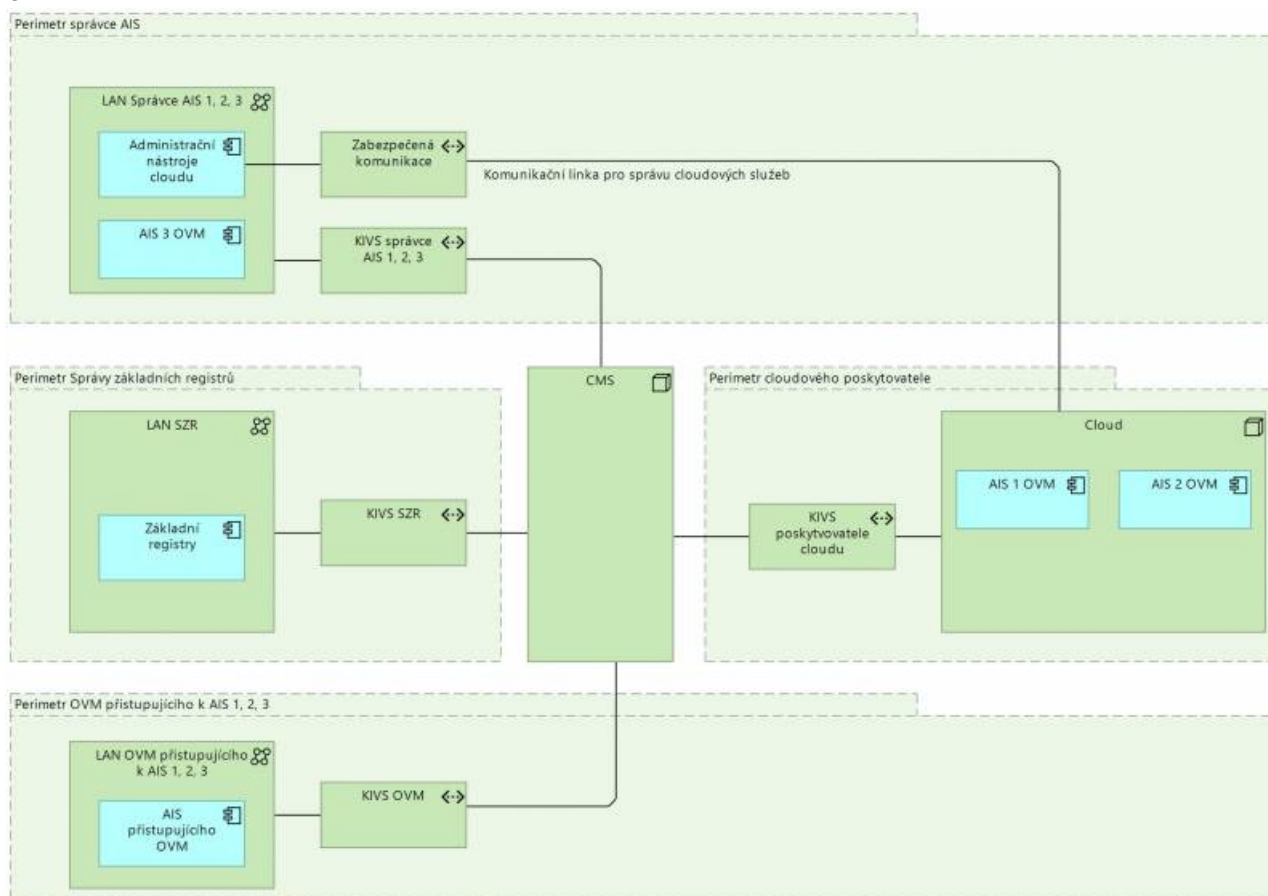 Perimetr správce AIS
LAN Správce AIS 1, 2, 3
Administrační
nástroje
cloudu
Zabezpečená
komunikace
Komunikační linka pro správu cloudových služeb
AIS 3 OVM
KIVS správce
AIS 1, 2, 3
Perimetr Správy základních registrů
LAN SZR
Základní
registry
KIVS SZR
CMS
Perimetr cloudového poskytovatele
KIVS
poskytvovatele
cloudu
Cloud
AIS 1 OVM
AIS 2 OVM
Perimetr OVM přistupujícího k AIS 1, 2, 3
LAN OVM přistupujícího
k AIS 1, 2, 3
AIS
přistupujícího
OVM
KIVS OVM